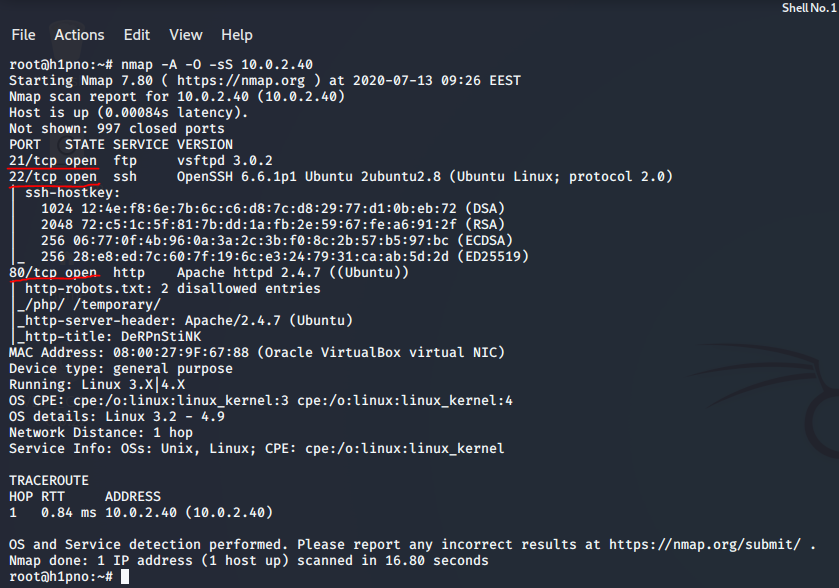 Shell No. 1
File Actions Edit View Help
root@h1pno:~# nmap -A -O -sS 10.0.2.40
Starting Nmap 7.80 ( https://nmap.org ) at 2020-07-13 09:26 EEST
Nmap scan report for 10.0.2.40 (10.0.2.40)
Host is up (0.00084s latency).
Not shown: 997 closed ports
PORT   STATE SERVICE VERSION
21/tcp open  ftp     vsftpd 3.0.2
22/tcp open  ssh     OpenSSH 6.6.1p1 Ubuntu 2ubuntu2.8 (Ubuntu Linux; protocol 2.0)
| ssh-hostkey:
|   1024 12:4e:f8:6e:7b:6c:c6:d8:7c:d8:29:77:d1:0b:eb:72 (DSA)
|   2048 72:c5:1c:5f:81:7b:dd:1a:fb:2e:59:67:fe:a6:91:2f (RSA)
|   256 06:77:0f:4b:96:0a:3a:2c:3b:f0:8c:2b:57:b5:97:bc (ECDSA)
|_  256 28:e8:ed:7c:60:7f:19:6c:e3:24:79:31:ca:ab:5d:2d (ED25519)
80/tcp open  http    Apache httpd 2.4.7 ((Ubuntu))
| http-robots.txt: 2 disallowed entries
|_/php/ /temporary/
|_http-server-header: Apache/2.4.7 (Ubuntu)
|_http-title: DeRPnStiNK
MAC Address: 08:00:27:9F:67:88 (Oracle VirtualBox virtual NIC)
Device type: general purpose
Running: Linux 3.X|4.X
OS CPE: cpe:/o:linux:linux_kernel:3 cpe:/o:linux:linux_kernel:4
OS details: Linux 3.2 - 4.9
Network Distance: 1 hop
Service Info: OSs: Unix, Linux; CPE: cpe:/o:linux:linux_kernel
TRACEROUTE
HOP RTT     ADDRESS
1   0.84 ms 10.0.2.40 (10.0.2.40)
OS and Service detection performed. Please report any incorrect results at https://nmap.org/submit/ .
Nmap done: 1 IP address (1 host up) scanned in 16.80 seconds
root@h1pno:~#